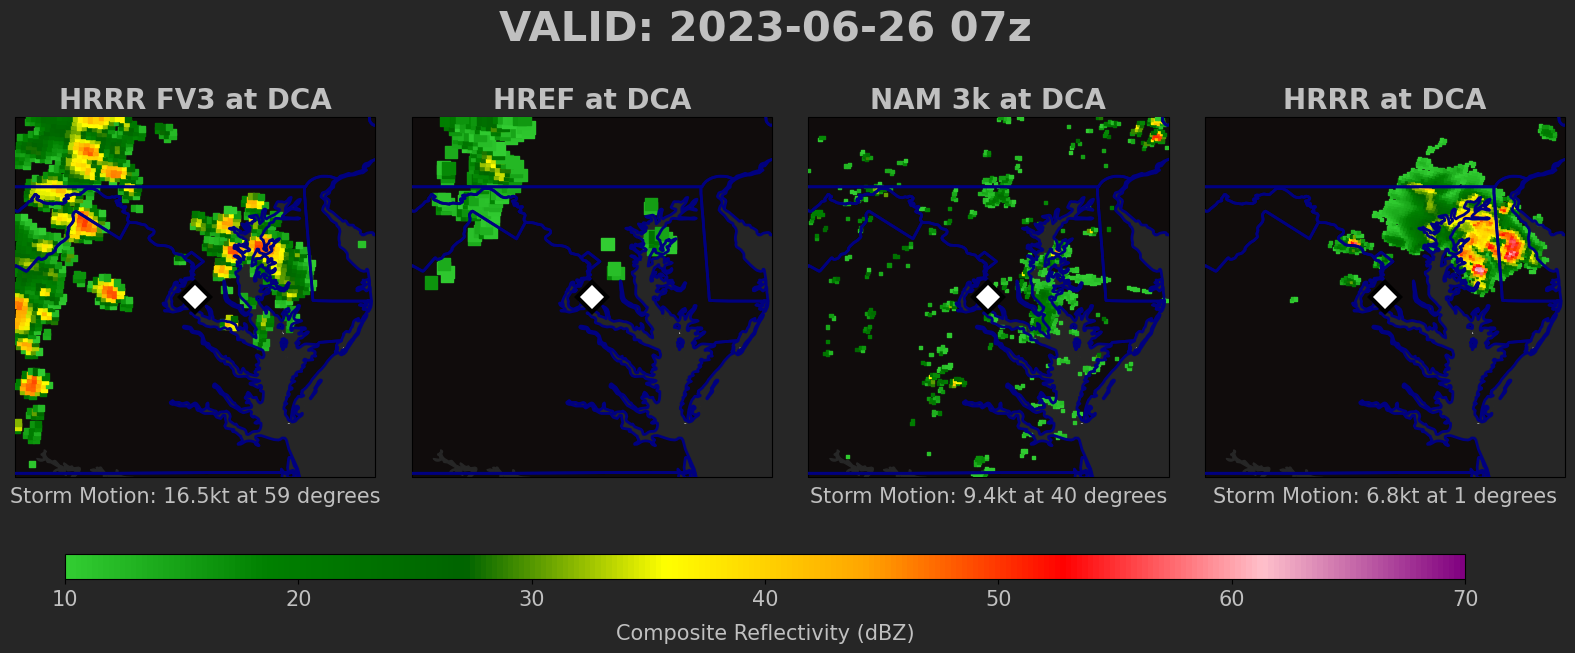 VALID: 2023-06-26 07z
HRRR FV3 at DCA
HREF at DCA
NAM 3k at DCA
HRRR at DCA
Storm Motion: 16.5kt at 59 degrees
Storm Motion: 9.4kt at 40 degrees
Storm Motion: 6.8kt at 1 degrees
10 20 30 40 50 60 70
Composite Reflectivity (dBZ)